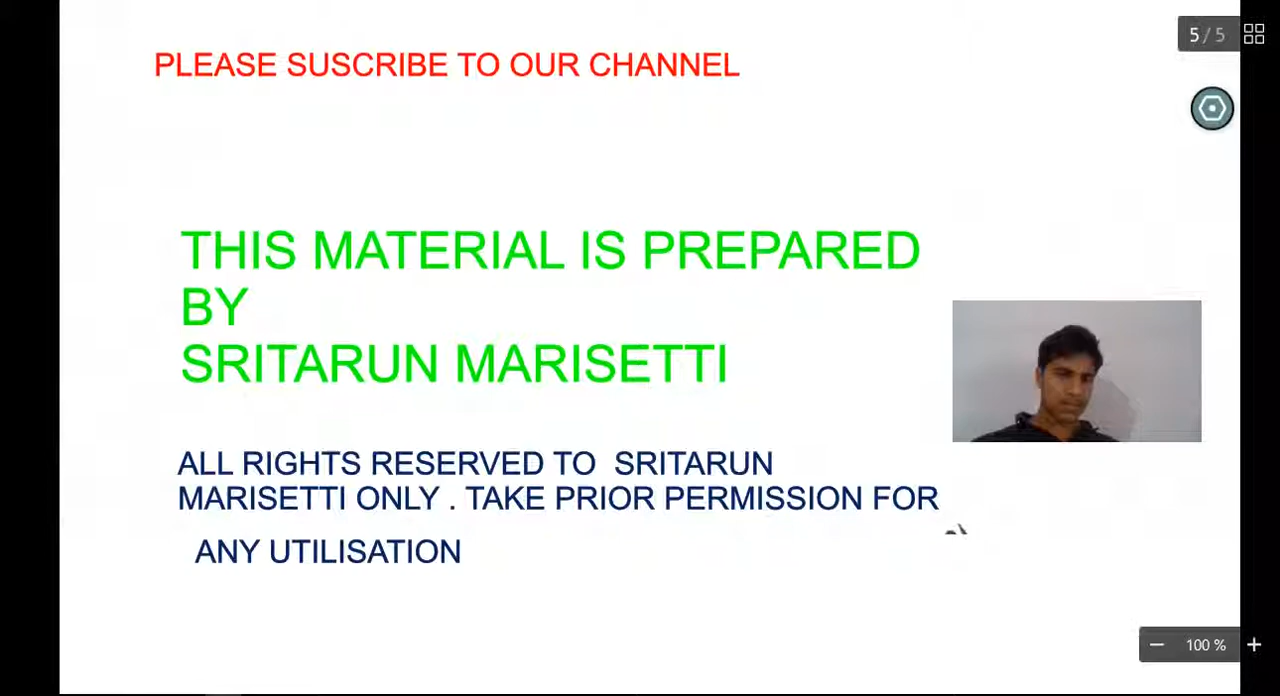 5 / 5
PLEASE SUSCRIBE TO OUR CHANNEL
THIS MATERIAL IS PREPARED
BY
SRITARUN MARISETTI
ALL RIGHTS RESERVED TO SRITARUN
MARISETTI ONLY . TAKE PRIOR PERMISSION FOR
ANY UTILISATION
− 100 % +